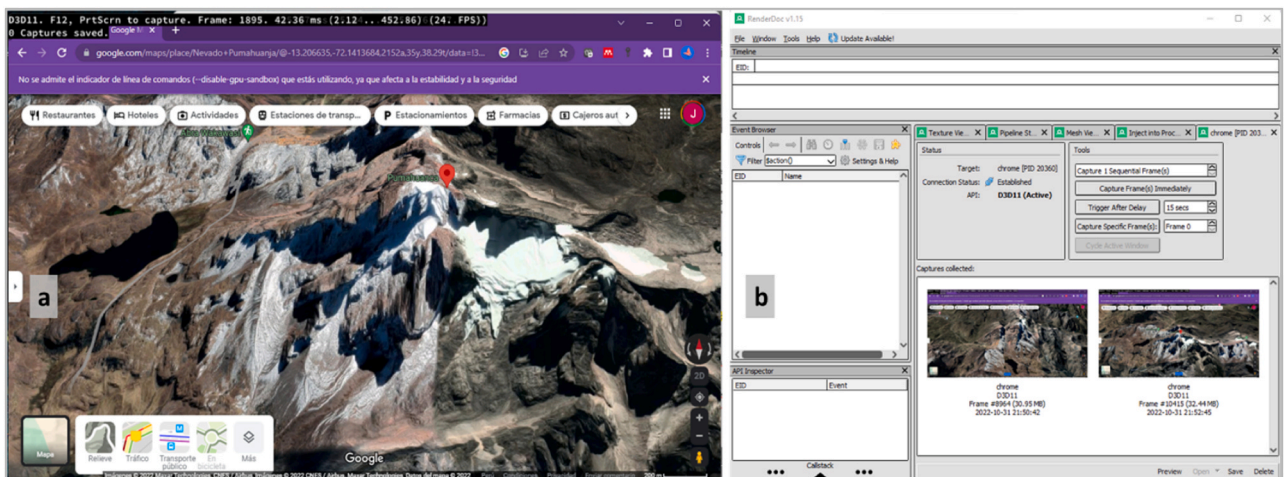 D3D11. F12, PrtScrn to capture. Frame: 1895. 42.36 ms (2.12 .. 452.86) (24. FPS))
0 Captures saved.
google.com/maps/place/Nevado+Pumahuanja/@-13.206635,-72.1413684,2152a,35y,38.29t/data=!3...
No se admite el indicador de línea de comandos (--disable-gpu-sandbox) que estás utilizando, ya que afecta a la estabilidad y a la seguridad
Restaurantes
Hoteles
Actividades
Estaciones de transp...
Estacionamientos
Farmacias
Cajeros aut
J
Pumahuanja
a
2D
Mapa
Relieve
Tráfico
Transporte público
En bicicleta
Más
Google
200 m
RenderDoc v1.15
File Window Tools Help Update Available!
Timeline
EID:
Event Browser
Controls
Filter $action() Settings & Help
EID Name
b
API Inspector
EID Event
Callstack
Texture Vie... Pipeline St... Mesh Vie... Inject into Proc... chrome [PID 203...
Status
Target: chrome [PID 20360]
Connection Status: Established
API: D3D11 (Active)
Tools
Capture 1 Sequential Frame(s)
Capture Frame(s) Immediately
Trigger After Delay 15 secs
Capture Specific Frame(s): Frame 0
Cycle Active Window
Captures collected:
chrome
D3D11
Frame #8964 (30.95 MB)
2022-10-31 21:50:42
chrome
D3D11
Frame #10415 (32.44 MB)
2022-10-31 21:52:45
Preview Open Save Delete